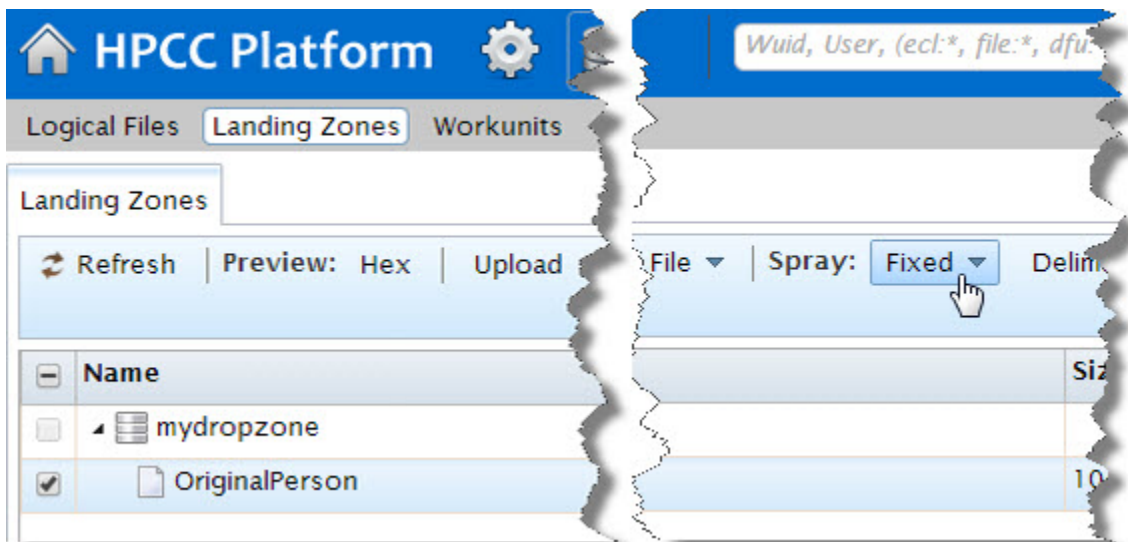 HPCC Platform Wuid, User, (ecl:*, file:*, dfu:
Logical Files Landing Zones Workunits
Landing Zones
Refresh Preview: Hex Upload File Spray: Fixed
Name
mydropzone
OriginalPerson 10